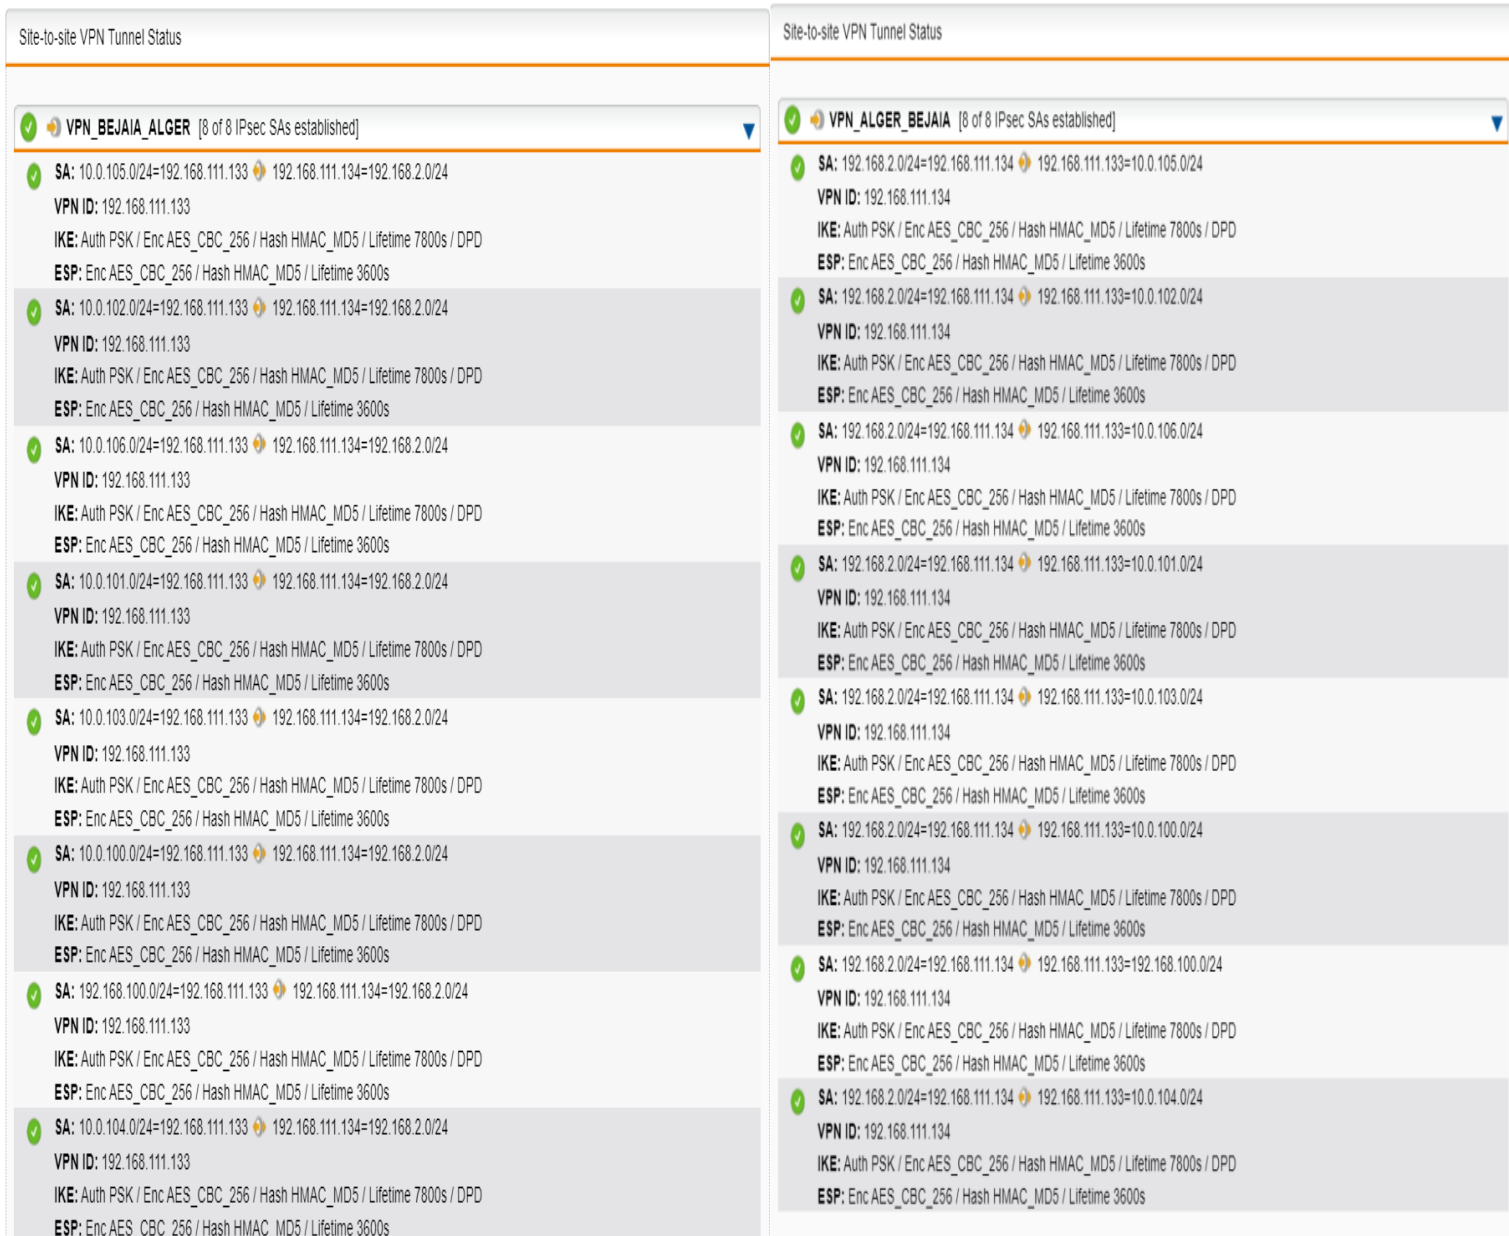 Site-to-site VPN Tunnel Status
VPN_BEJAIA_ALGER [8 of 8 IPsec SAs established]
SA: 10.0.105.0/24=192.168.111.133 192.168.111.134=192.168.2.0/24
VPN ID: 192.168.111.133
IKE: Auth PSK / Enc AES_CBC_256 / Hash HMAC_MD5 / Lifetime 7800s / DPD
ESP: Enc AES_CBC_256 / Hash HMAC_MD5 / Lifetime 3600s
SA: 10.0.102.0/24=192.168.111.133 192.168.111.134=192.168.2.0/24
VPN ID: 192.168.111.133
IKE: Auth PSK / Enc AES_CBC_256 / Hash HMAC_MD5 / Lifetime 7800s / DPD
ESP: Enc AES_CBC_256 / Hash HMAC_MD5 / Lifetime 3600s
SA: 10.0.106.0/24=192.168.111.133 192.168.111.134=192.168.2.0/24
VPN ID: 192.168.111.133
IKE: Auth PSK / Enc AES_CBC_256 / Hash HMAC_MD5 / Lifetime 7800s / DPD
ESP: Enc AES_CBC_256 / Hash HMAC_MD5 / Lifetime 3600s
SA: 10.0.101.0/24=192.168.111.133 192.168.111.134=192.168.2.0/24
VPN ID: 192.168.111.133
IKE: Auth PSK / Enc AES_CBC_256 / Hash HMAC_MD5 / Lifetime 7800s / DPD
ESP: Enc AES_CBC_256 / Hash HMAC_MD5 / Lifetime 3600s
SA: 10.0.103.0/24=192.168.111.133 192.168.111.134=192.168.2.0/24
VPN ID: 192.168.111.133
IKE: Auth PSK / Enc AES_CBC_256 / Hash HMAC_MD5 / Lifetime 7800s / DPD
ESP: Enc AES_CBC_256 / Hash HMAC_MD5 / Lifetime 3600s
SA: 10.0.100.0/24=192.168.111.133 192.168.111.134=192.168.2.0/24
VPN ID: 192.168.111.133
IKE: Auth PSK / Enc AES_CBC_256 / Hash HMAC_MD5 / Lifetime 7800s / DPD
ESP: Enc AES_CBC_256 / Hash HMAC_MD5 / Lifetime 3600s
SA: 192.168.100.0/24=192.168.111.133 192.168.111.134=192.168.2.0/24
VPN ID: 192.168.111.133
IKE: Auth PSK / Enc AES_CBC_256 / Hash HMAC_MD5 / Lifetime 7800s / DPD
ESP: Enc AES_CBC_256 / Hash HMAC_MD5 / Lifetime 3600s
SA: 10.0.104.0/24=192.168.111.133 192.168.111.134=192.168.2.0/24
VPN ID: 192.168.111.133
IKE: Auth PSK / Enc AES_CBC_256 / Hash HMAC_MD5 / Lifetime 7800s / DPD
ESP: Enc AES_CBC_256 / Hash HMAC_MD5 / Lifetime 3600s
Site-to-site VPN Tunnel Status
VPN_ALGER_BEJAIA [8 of 8 IPsec SAs established]
SA: 192.168.2.0/24=192.168.111.134 192.168.111.133=10.0.105.0/24
VPN ID: 192.168.111.134
IKE: Auth PSK / Enc AES_CBC_256 / Hash HMAC_MD5 / Lifetime 7800s / DPD
ESP: Enc AES_CBC_256 / Hash HMAC_MD5 / Lifetime 3600s
SA: 192.168.2.0/24=192.168.111.134 192.168.111.133=10.0.102.0/24
VPN ID: 192.168.111.134
IKE: Auth PSK / Enc AES_CBC_256 / Hash HMAC_MD5 / Lifetime 7800s / DPD
ESP: Enc AES_CBC_256 / Hash HMAC_MD5 / Lifetime 3600s
SA: 192.168.2.0/24=192.168.111.134 192.168.111.133=10.0.106.0/24
VPN ID: 192.168.111.134
IKE: Auth PSK / Enc AES_CBC_256 / Hash HMAC_MD5 / Lifetime 7800s / DPD
ESP: Enc AES_CBC_256 / Hash HMAC_MD5 / Lifetime 3600s
SA: 192.168.2.0/24=192.168.111.134 192.168.111.133=10.0.101.0/24
VPN ID: 192.168.111.134
IKE: Auth PSK / Enc AES_CBC_256 / Hash HMAC_MD5 / Lifetime 7800s / DPD
ESP: Enc AES_CBC_256 / Hash HMAC_MD5 / Lifetime 3600s
SA: 192.168.2.0/24=192.168.111.134 192.168.111.133=10.0.103.0/24
VPN ID: 192.168.111.134
IKE: Auth PSK / Enc AES_CBC_256 / Hash HMAC_MD5 / Lifetime 7800s / DPD
ESP: Enc AES_CBC_256 / Hash HMAC_MD5 / Lifetime 3600s
SA: 192.168.2.0/24=192.168.111.134 192.168.111.133=10.0.100.0/24
VPN ID: 192.168.111.134
IKE: Auth PSK / Enc AES_CBC_256 / Hash HMAC_MD5 / Lifetime 7800s / DPD
ESP: Enc AES_CBC_256 / Hash HMAC_MD5 / Lifetime 3600s
SA: 192.168.2.0/24=192.168.111.134 192.168.111.133=192.168.100.0/24
VPN ID: 192.168.111.134
IKE: Auth PSK / Enc AES_CBC_256 / Hash HMAC_MD5 / Lifetime 7800s / DPD
ESP: Enc AES_CBC_256 / Hash HMAC_MD5 / Lifetime 3600s
SA: 192.168.2.0/24=192.168.111.134 192.168.111.133=10.0.104.0/24
VPN ID: 192.168.111.134
IKE: Auth PSK / Enc AES_CBC_256 / Hash HMAC_MD5 / Lifetime 7800s / DPD
ESP: Enc AES_CBC_256 / Hash HMAC_MD5 / Lifetime 3600s